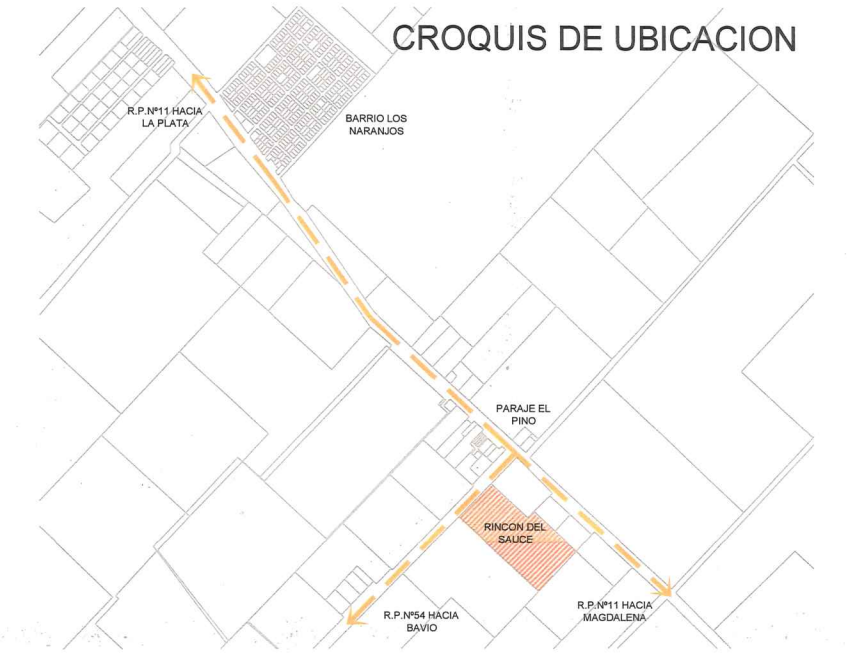 CROQUIS DE UBICACION
R.P.Nº11 HACIA
LA PLATA
BARRIO LOS
NARANJOS
PARAJE EL
PINO
RINCON DEL
SAUCE
R.P.Nº54 HACIA
BAVIO
R.P.Nº11 HACIA
MAGDALENA